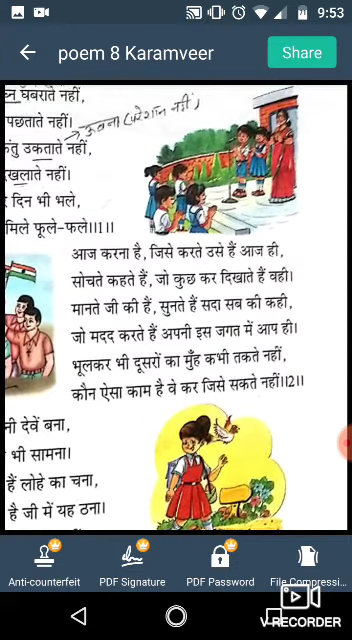 9:53
poem 8 Karamveer
Share
घबराते नहीं,
पछताते नहीं।
ऊबना (परेशान नहीं)
उकताते नहीं,
नहीं।
दिन भी भले,
मिले फूले-फले॥1॥
आज करना है, जिसे करते उसे हैं आज ही,
सोचते कहते हैं, जो कुछ कर दिखाते हैं वही।
मानते जी की हैं, सुनते हैं सदा सब की कही,
जो मदद करते हैं अपनी इस जगत में आप ही।
भूलकर भी दूसरों का मुँह कभी तकते नहीं,
कौन ऐसा काम है वे कर जिसे सकते नहीं॥2॥
नी देवें बना,
भी सामना।
हैं लोहे का चना,
है जी में यह ठना।
Anti-counterfeit
PDF Signature
PDF Password
File Compressi...
V RECORDER